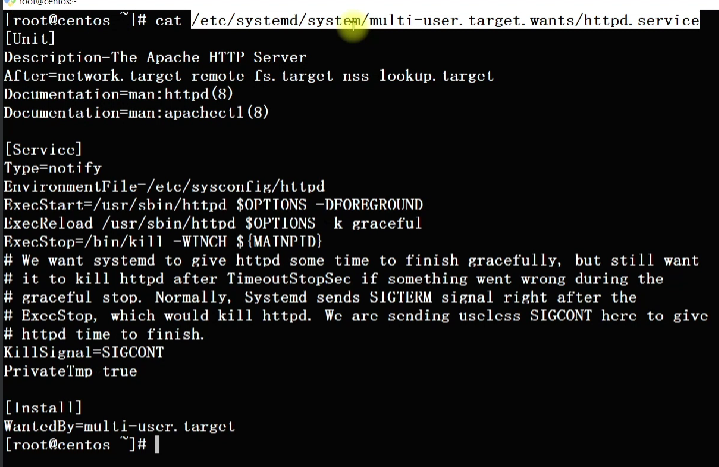 [root@centos ~]# cat /etc/systemd/system/multi-user.target.wants/httpd.service
[Unit]
Description=The Apache HTTP Server
After=network.target remote-fs.target nss-lookup.target
Documentation=man:httpd(8)
Documentation=man:apachectl(8)
[Service]
Type=notify
EnvironmentFile=/etc/sysconfig/httpd
ExecStart=/usr/sbin/httpd $OPTIONS -DFOREGROUND
ExecReload=/usr/sbin/httpd $OPTIONS -k graceful
ExecStop=/bin/kill -WINCH ${MAINPID}
# We want systemd to give httpd some time to finish gracefully, but still want
# it to kill httpd after TimeoutStopSec if something went wrong during the
# graceful stop. Normally, Systemd sends SIGTERM signal right after the
# ExecStop, which would kill httpd. We are sending useless SIGCONT here to give
# httpd time to finish.
KillSignal=SIGCONT
PrivateTmp=true
[Install]
WantedBy=multi-user.target
[root@centos ~]#